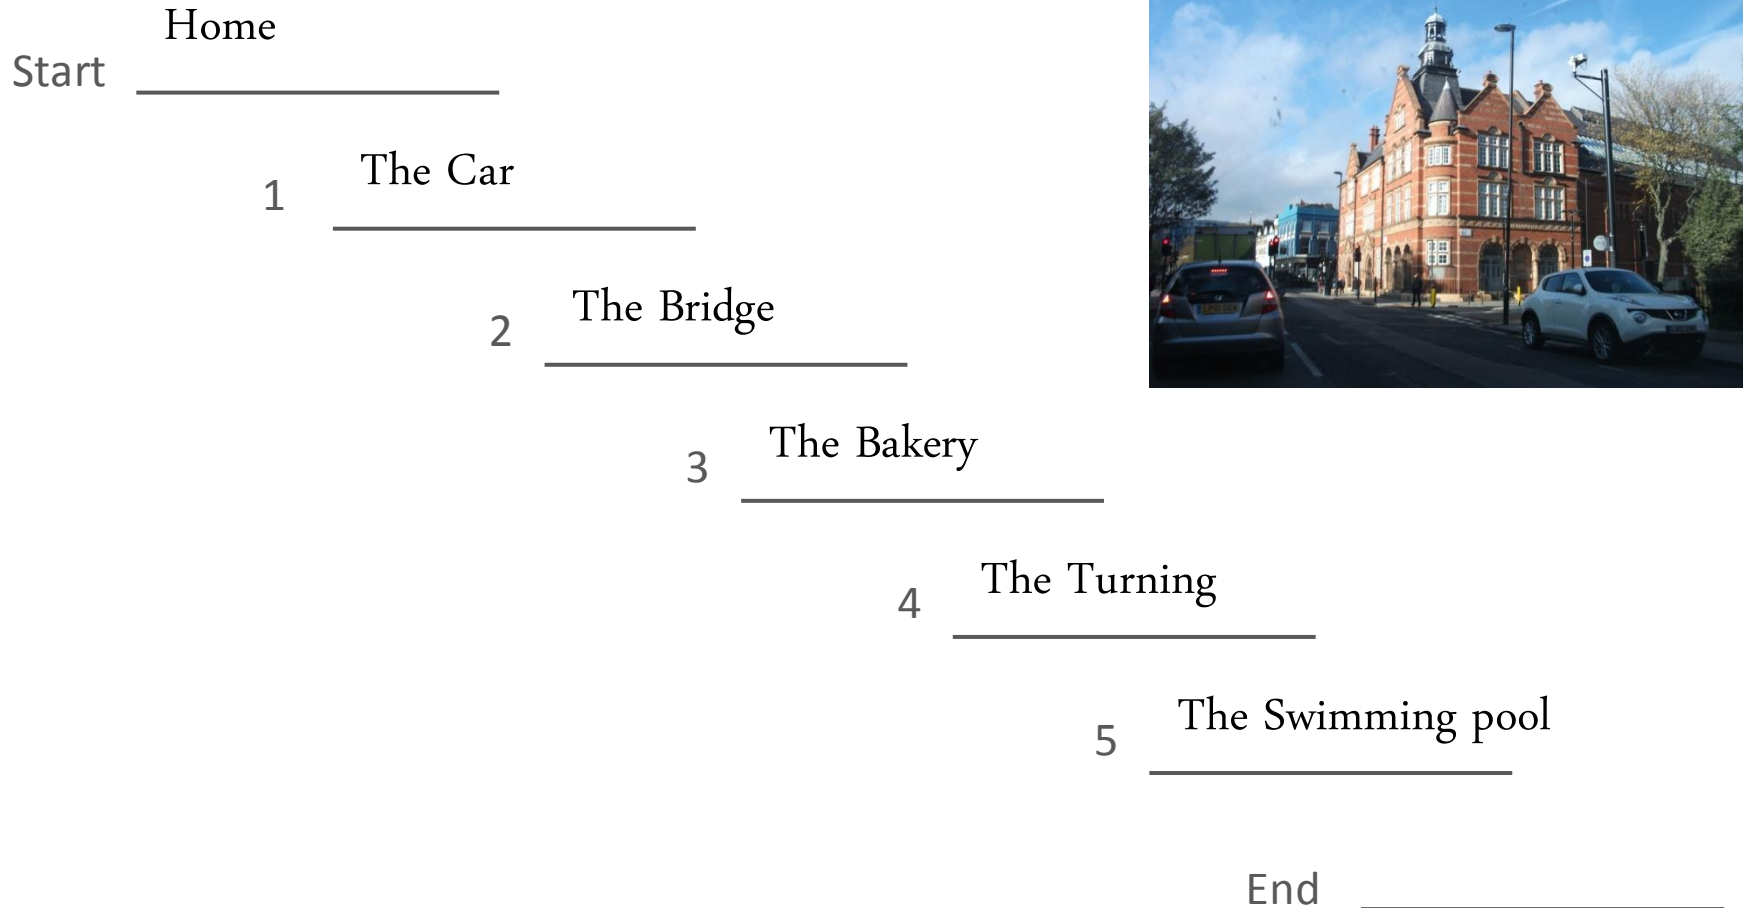 Home
Start
The Car
1
The Bridge
2
The Bakery
3
The Turning
4
The Swimming pool
5
End